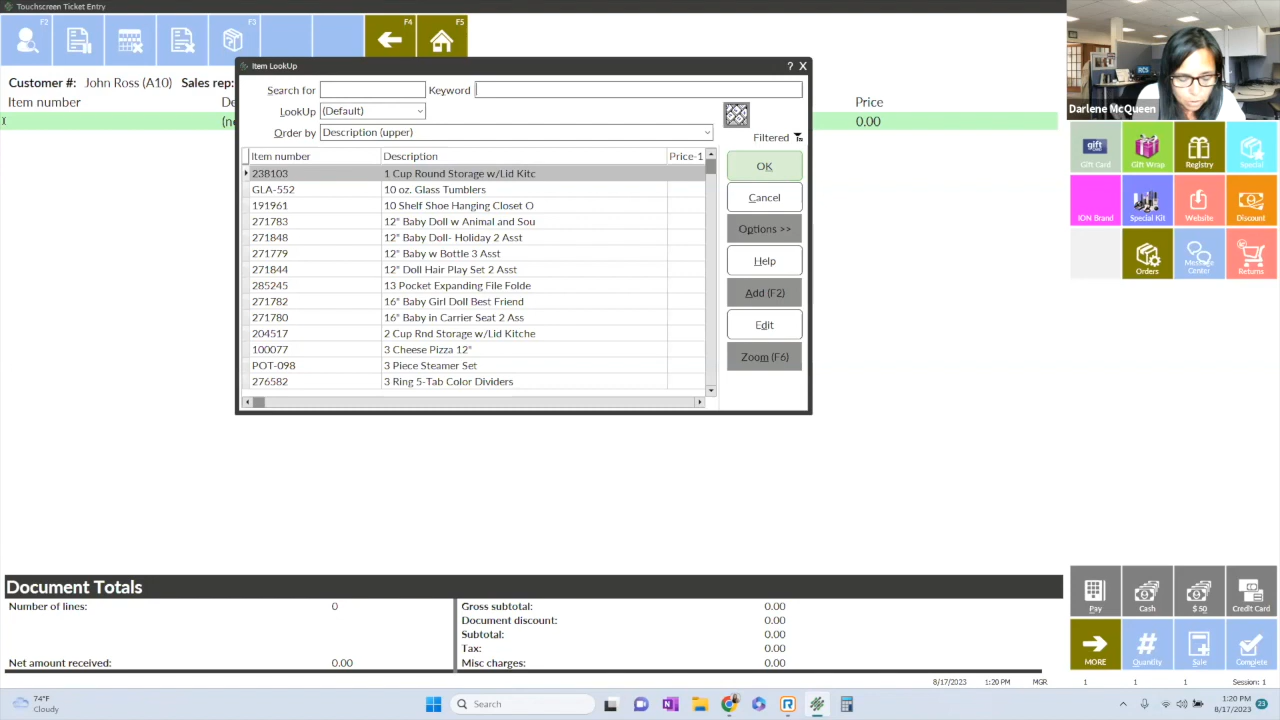 Touchscreen Ticket Entry
F2
F3
F4
F5
Customer #: John Ross (A10) Sales rep:
Item number De Price
(ne 0.00
Item LookUp
? X
Search for Keyword
LookUp (Default)
Order by Description (upper)
Filtered
Item number Description Price-1
238103 1 Cup Round Storage w/Lid Kitc
GLA-552 10 oz. Glass Tumblers
191961 10 Shelf Shoe Hanging Closet O
271783 12" Baby Doll w Animal and Sou
271848 12" Baby Doll- Holiday 2 Asst
271779 12" Baby w Bottle 3 Asst
271844 12" Doll Hair Play Set 2 Asst
285245 13 Pocket Expanding File Folde
271782 16" Baby Girl Doll Best Friend
271780 16" Baby in Carrier Seat 2 Ass
204517 2 Cup Rnd Storage w/Lid Kitche
100077 3 Cheese Pizza 12"
POT-098 3 Piece Steamer Set
276582 3 Ring 5-Tab Color Dividers
OK
Cancel
Options >>
Help
Add (F2)
Edit
Zoom (F6)
RCS
Darlene McQueen
gift
Gift Card
Gift Wrap
Registry
Special
ION Brand
Special Kit
Website
Discount
Orders
Message Center
Returns
Document Totals
Number of lines: 0
Net amount received: 0.00
Gross subtotal: 0.00
Document discount: 0.00
Subtotal: 0.00
Tax: 0.00
Misc charges: 0.00
Pay
Cash
$ 50
Credit Card
MORE
#
Quantity
Sale
Complete
8/17/2023 1:20 PM MGR 1 1 1 Session: 1
74°F
Cloudy
Search
1:20 PM
8/17/2023
23